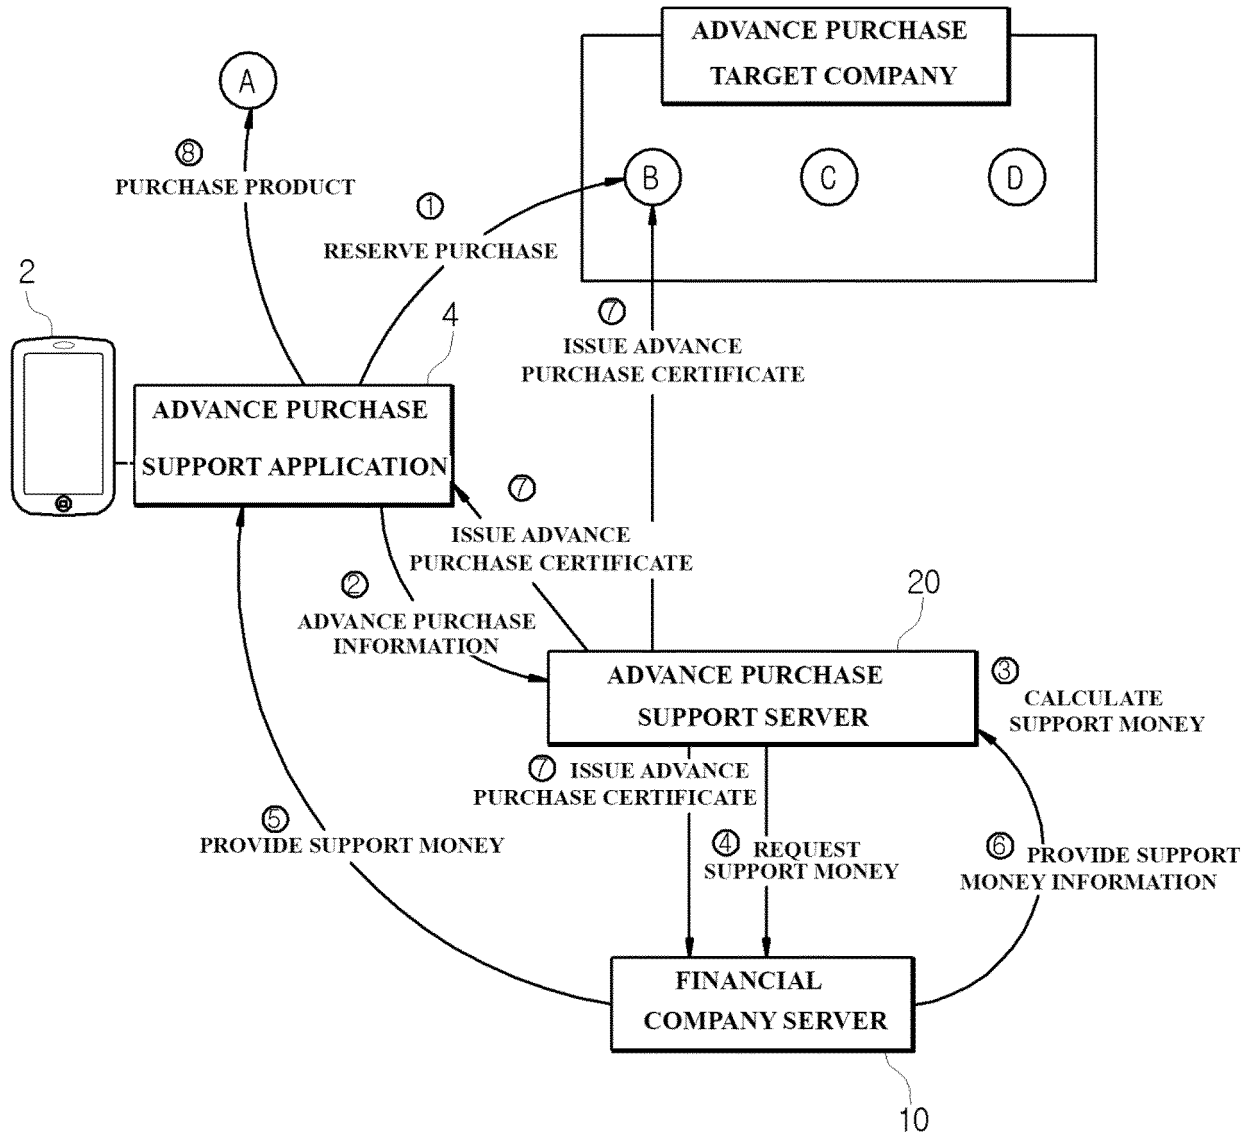 ADVANCE PURCHASE
TARGET COMPANY
A
⑧
PURCHASE PRODUCT
B
C
D
①
RESERVE PURCHASE
2
4
⑦
ISSUE ADVANCE
PURCHASE CERTIFICATE
ADVANCE PURCHASE
SUPPORT APPLICATION
⑦
ISSUE ADVANCE
PURCHASE CERTIFICATE
②
ADVANCE PURCHASE
INFORMATION
20
ADVANCE PURCHASE
SUPPORT SERVER
③
CALCULATE
SUPPORT MONEY
⑦ ISSUE ADVANCE
PURCHASE CERTIFICATE
⑤
PROVIDE SUPPORT MONEY
④ REQUEST
SUPPORT MONEY
⑥ PROVIDE SUPPORT
MONEY INFORMATION
FINANCIAL
COMPANY SERVER
10